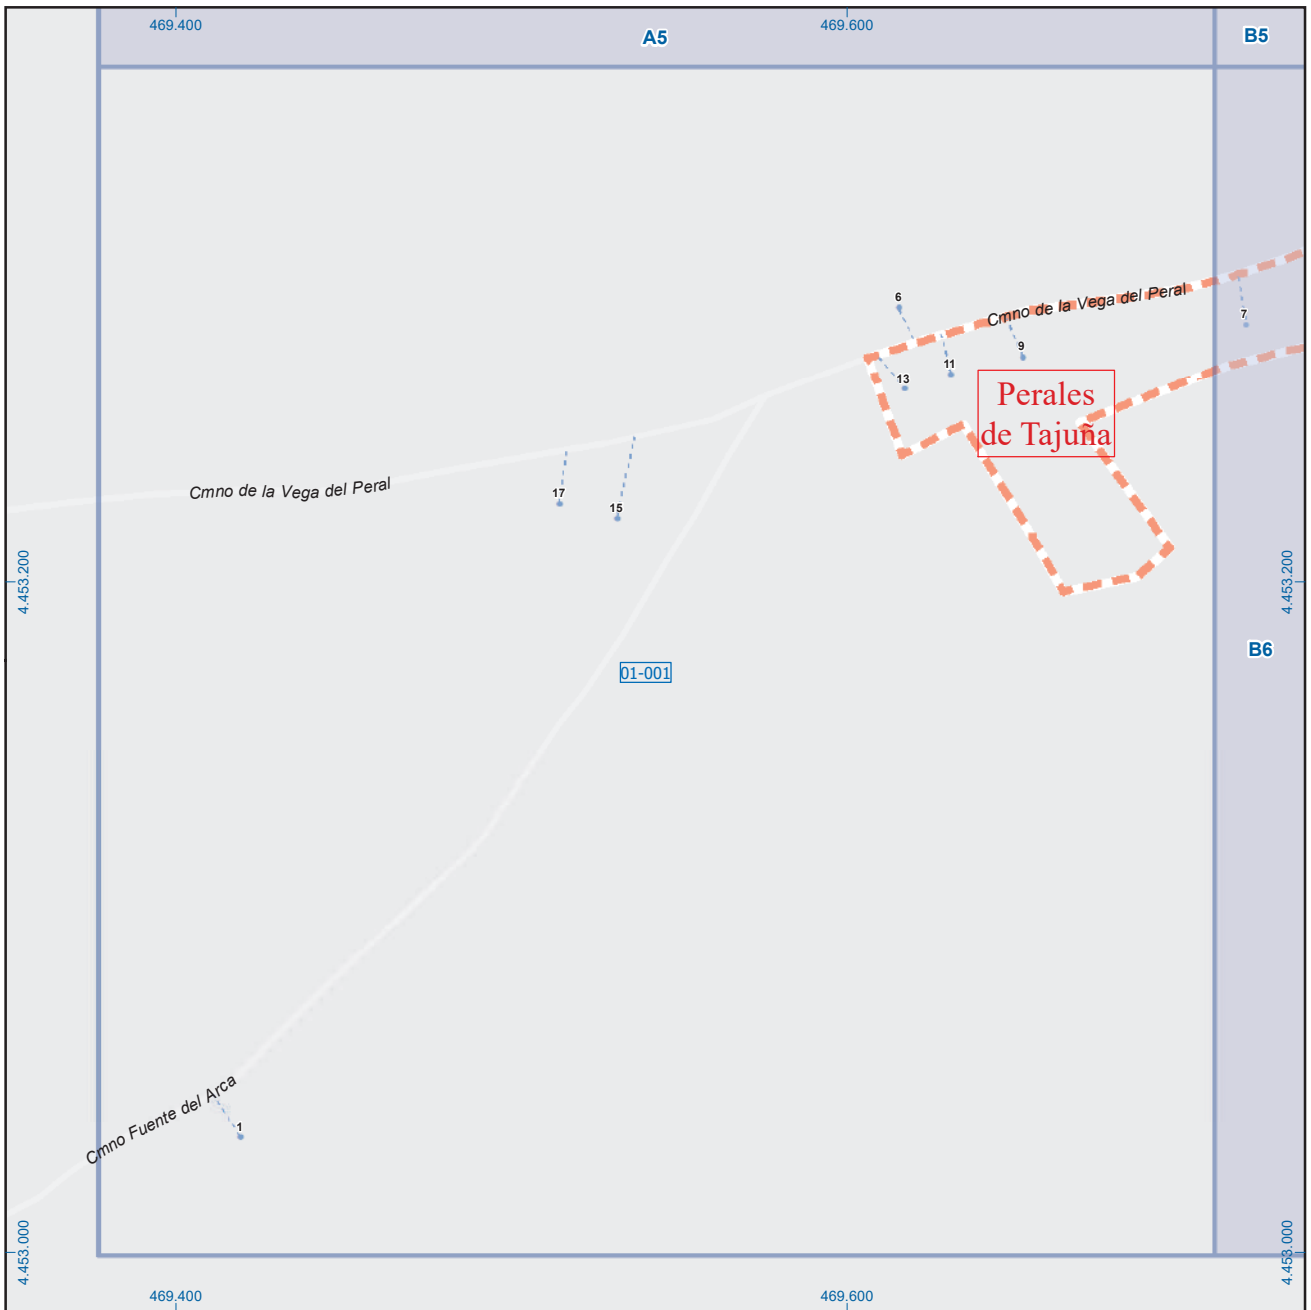 469.400
469.600
A5
B5
6
Cmno de la Vega del Peral
7
9
11
13
Perales
de Tajuña
Cmno de la Vega del Peral
17
15
4.453.200
4.453.200
B6
01-001
Cmno Fuente del Arca
1
4.453.000
4.453.000
469.400
469.600